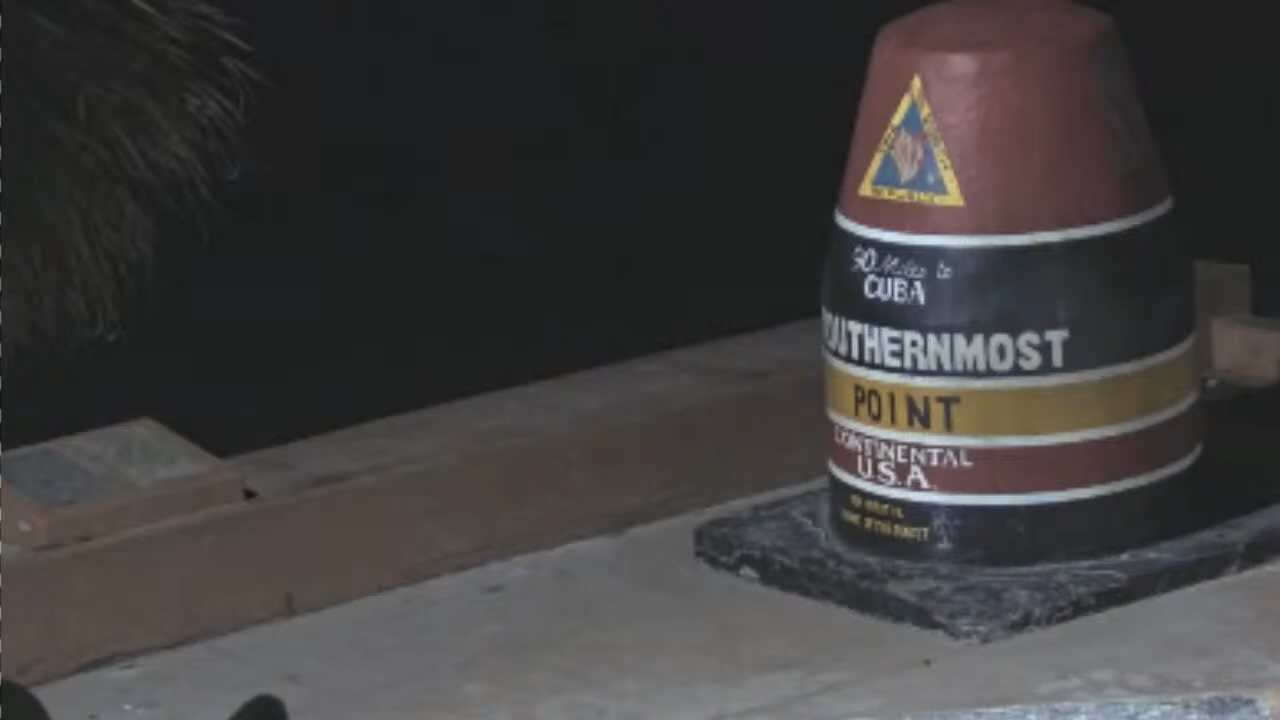 90 Miles to
CUBA
OUTHERNMOST
POINT
CONTINENTAL
U.S.A.